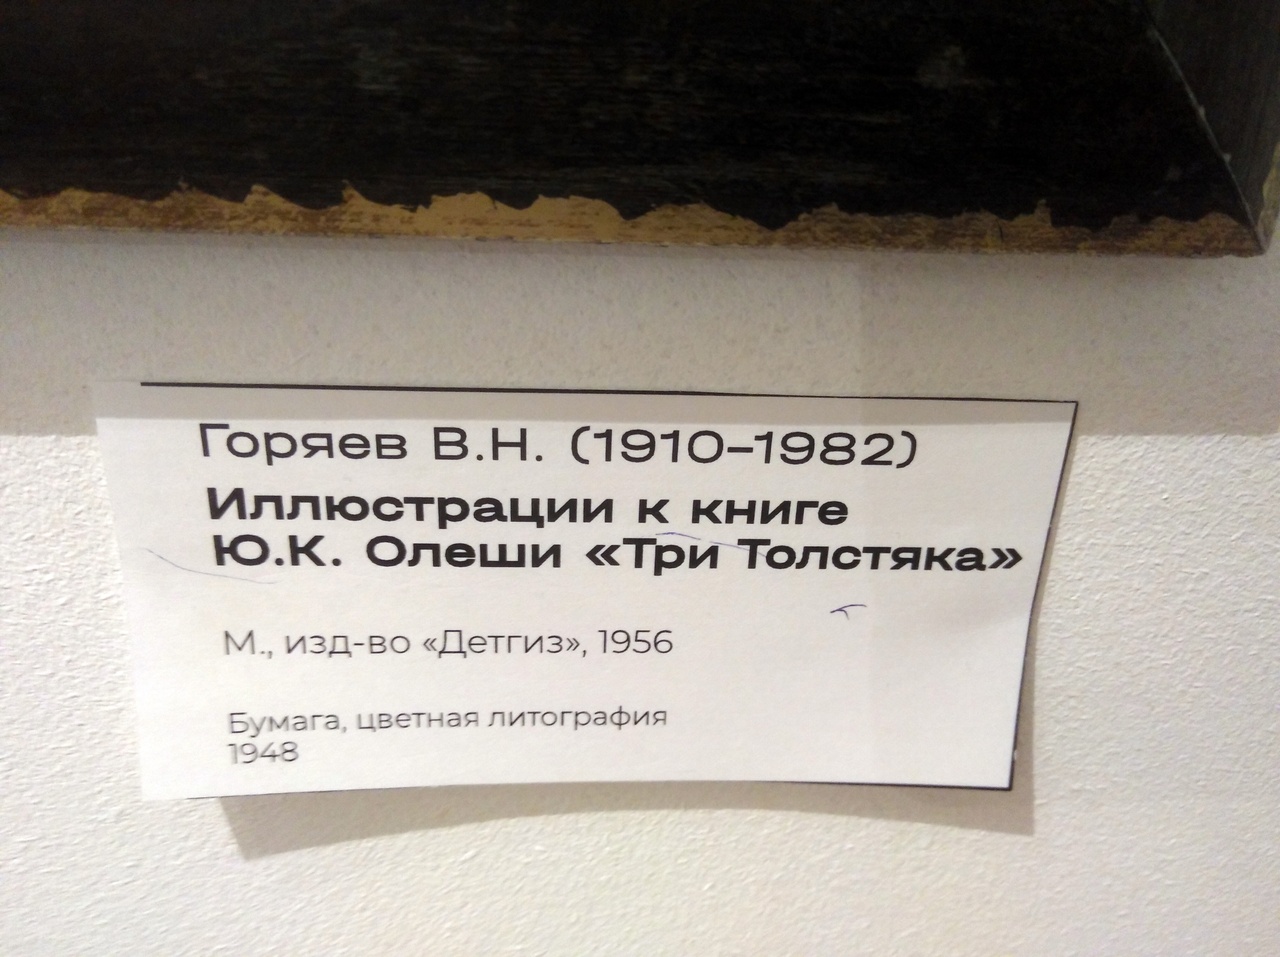 Горяев В.Н. (1910–1982)
Иллюстрации к книге
Ю.К. Олеши «Три Толстяка»
М., изд-во «Детгиз», 1956
Бумага, цветная литография
1948